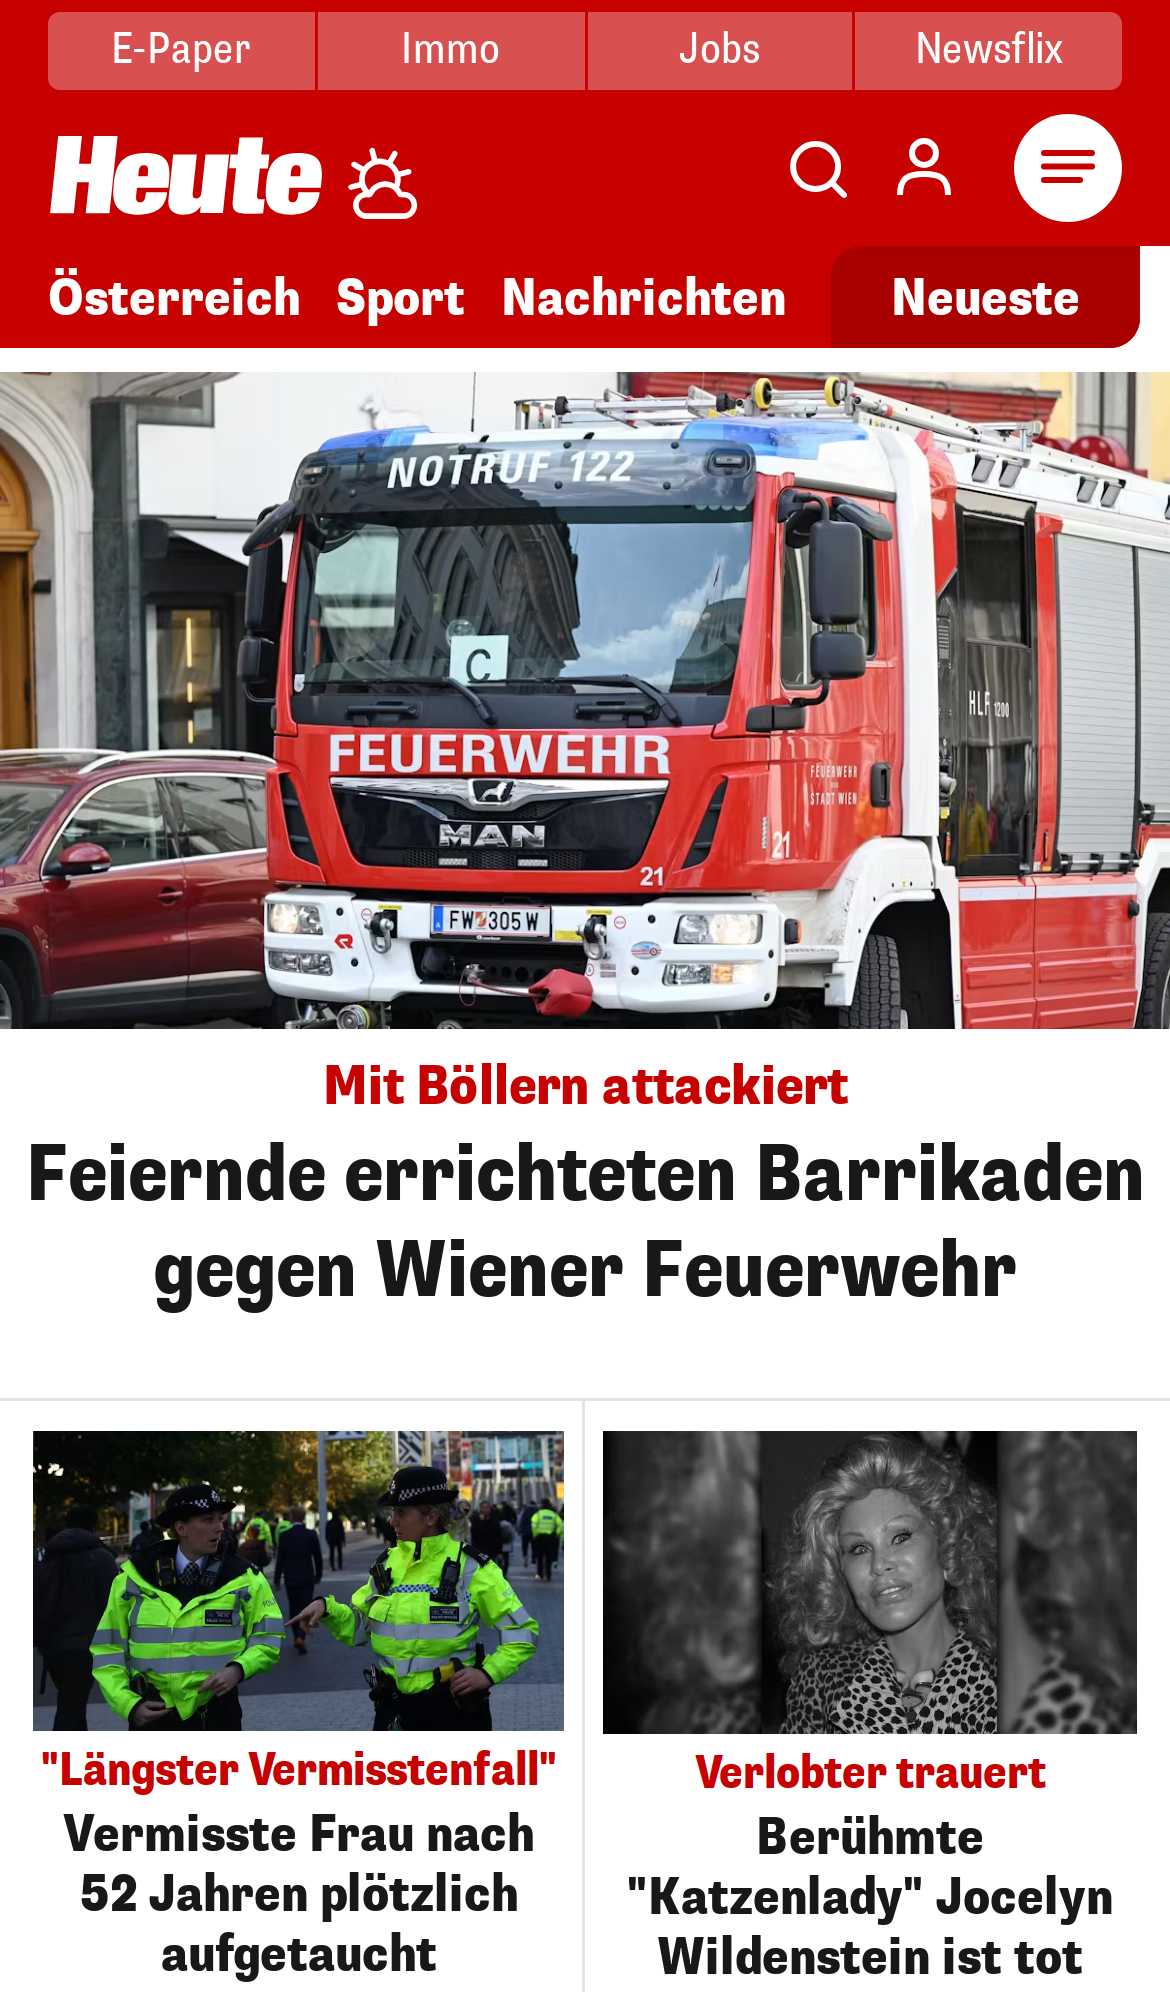 E-Paper
Immo
Jobs
Newsflix
Heute
Österreich
Sport
Nachrichten
Neueste
NOTRUF 122
C
FEUERWEHR
MAN
21
FW 305 W
HLF 1200
FEUERWEHR
STADT WIEN
21
Mit Böllern attackiert
Feiernde errichteten Barrikaden
gegen Wiener Feuerwehr
"Längster Vermisstenfall"
Vermisste Frau nach
52 Jahren plötzlich
aufgetaucht
Verlobter trauert
Berühmte
"Katzenlady" Jocelyn
Wildenstein ist tot